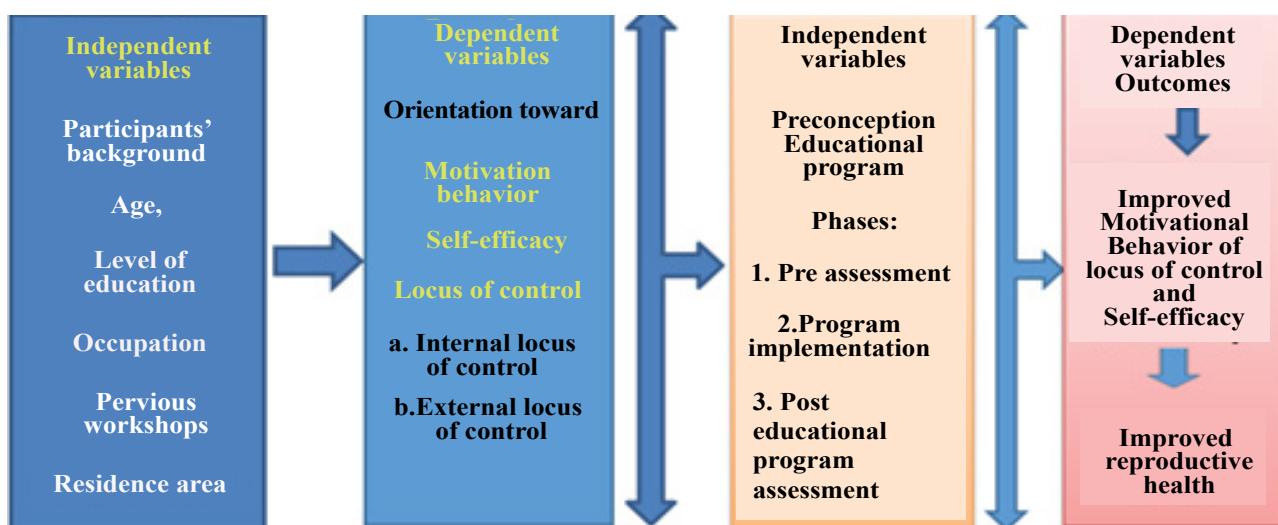 Independent
variables
Participants’
background
Age,
Level of
education
Occupation
Pervious
workshops
Residence area
Dependent
variables
Orientation toward
Motivation
behavior
Self-efficacy
Locus of control
a. Internal locus
of control
b.External locus
of control
Independent
variables
Preconception
Educational
program
Phases:
1. Pre assessment
2.Program
implementation
3. Post
educational
program
assessment
Dependent
variables
Outcomes
Improved
Motivational
Behavior of
locus of control
and
Self-efficacy
Improved
reproductive
health